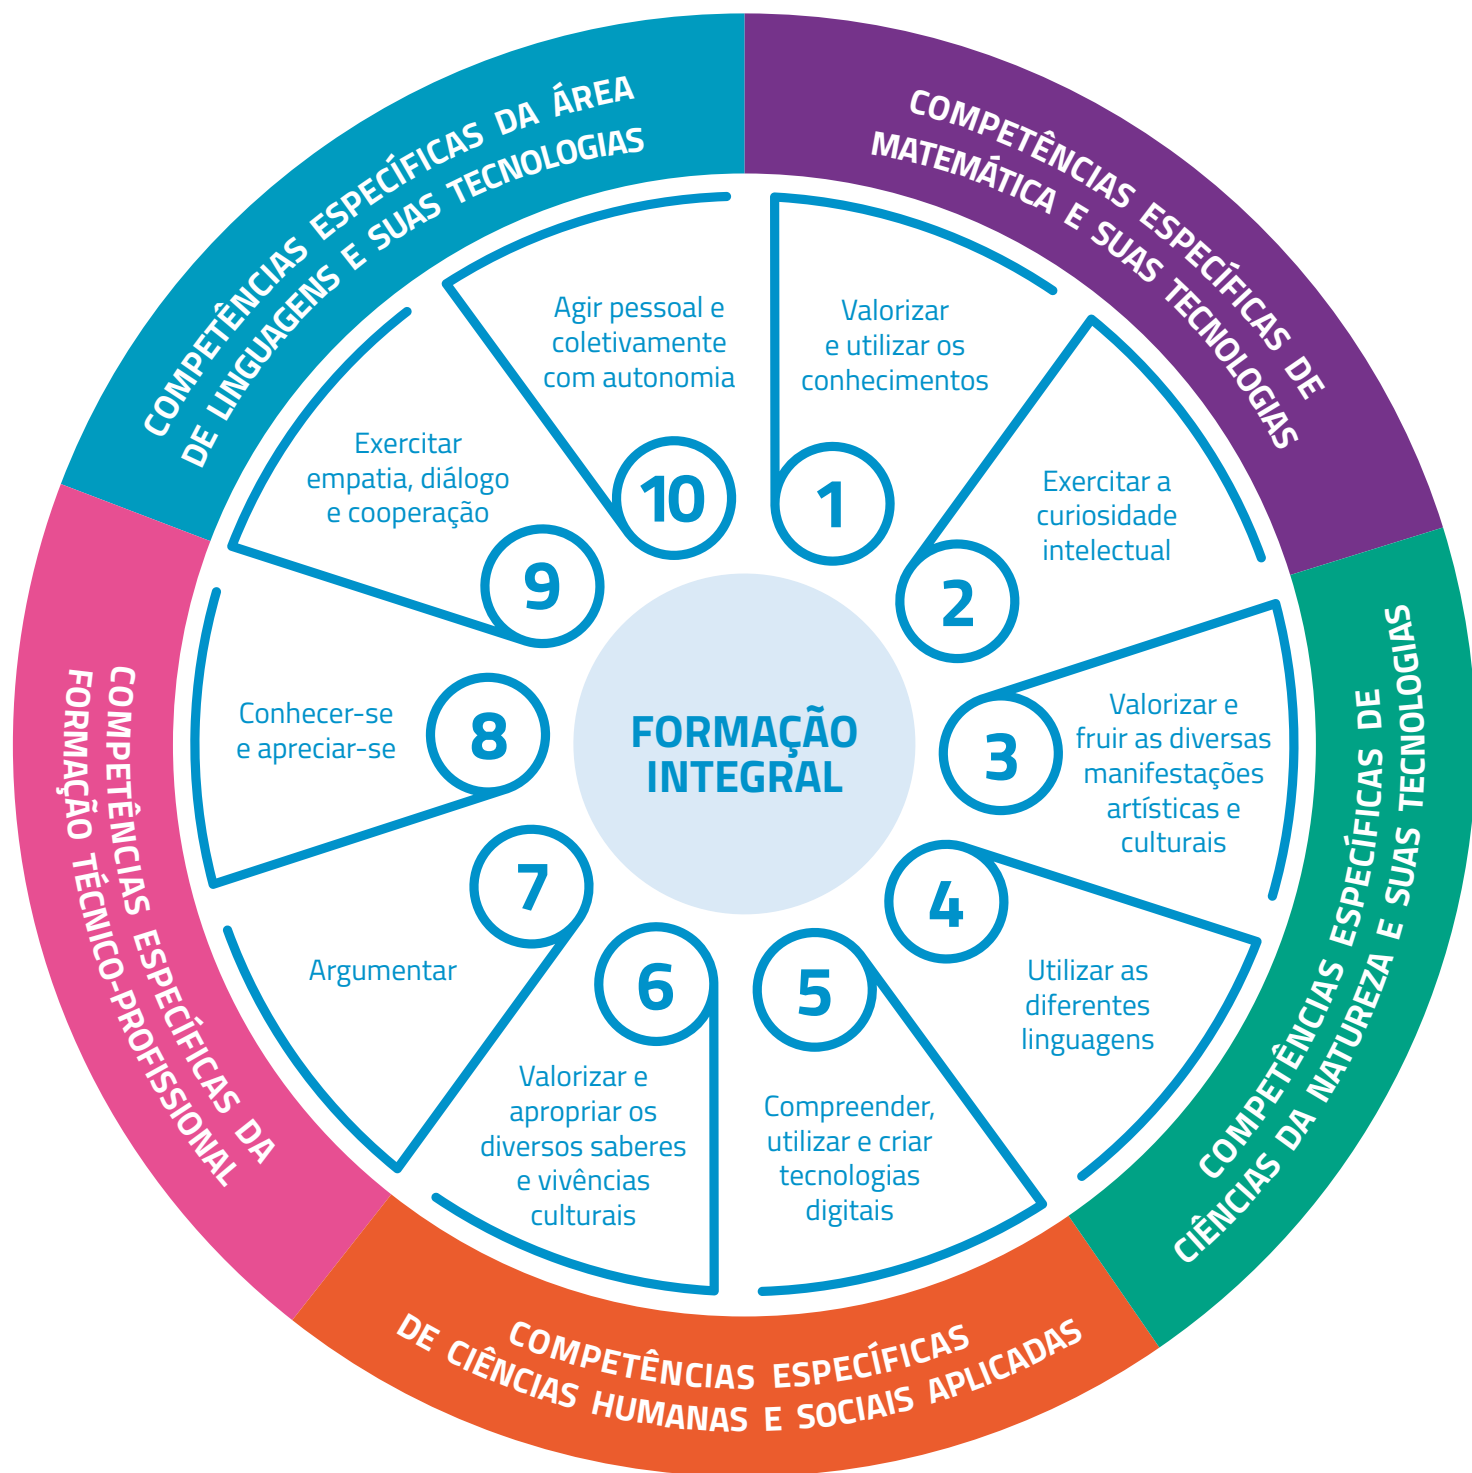 COMPETÊNCIAS ESPECÍFICAS DA ÁREA
DE LINGUAGENS E SUAS TECNOLOGIAS
COMPETÊNCIAS ESPECÍFICAS DE
MATEMÁTICA E SUAS TECNOLOGIAS
COMPETÊNCIAS ESPECÍFICAS DE
CIÊNCIAS DA NATUREZA E SUAS TECNOLOGIAS
COMPETÊNCIAS ESPECÍFICAS
DE CIÊNCIAS HUMANAS E SOCIAIS APLICADAS
COMPETÊNCIAS ESPECÍFICAS DA
FORMAÇÃO TÉCNICO-PROFISSIONAL
FORMAÇÃO
INTEGRAL
1
Valorizar
e utilizar os
conhecimentos
2
Exercitar a
curiosidade
intelectual
3
Valorizar e
fruir as diversas
manifestações
artísticas e
culturais
4
Utilizar as
diferentes
linguagens
5
Compreender,
utilizar e criar
tecnologias
digitais
6
Valorizar e
apropriar os
diversos saberes
e vivências
culturais
7
Argumentar
8
Conhecer-se
e apreciar-se
9
Exercitar
empatia, diálogo
e cooperação
10
Agir pessoal e
coletivamente
com autonomia